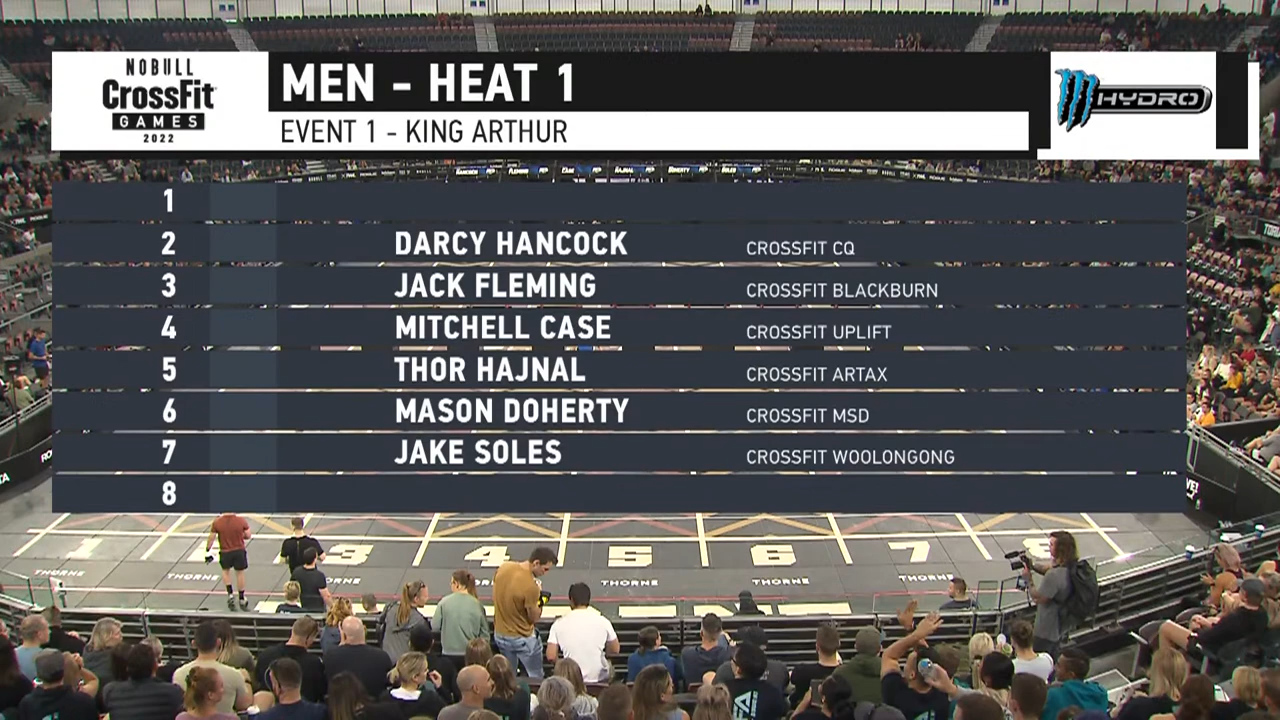 NOBULL
CrossFit
GAMES
2022
MEN - HEAT 1
EVENT 1 - KING ARTHUR
HYDRO
1
2 DARCY HANCOCK CROSSFIT CQ
3 JACK FLEMING CROSSFIT BLACKBURN
4 MITCHELL CASE CROSSFIT UPLIFT
5 THOR HAJNAL CROSSFIT ARTAX
6 MASON DOHERTY CROSSFIT MSD
7 JAKE SOLES CROSSFIT WOOLONGONG
8
1 3 4 5 6 7 8
THORNE THORNE THORNE THORNE THORNE THORNE